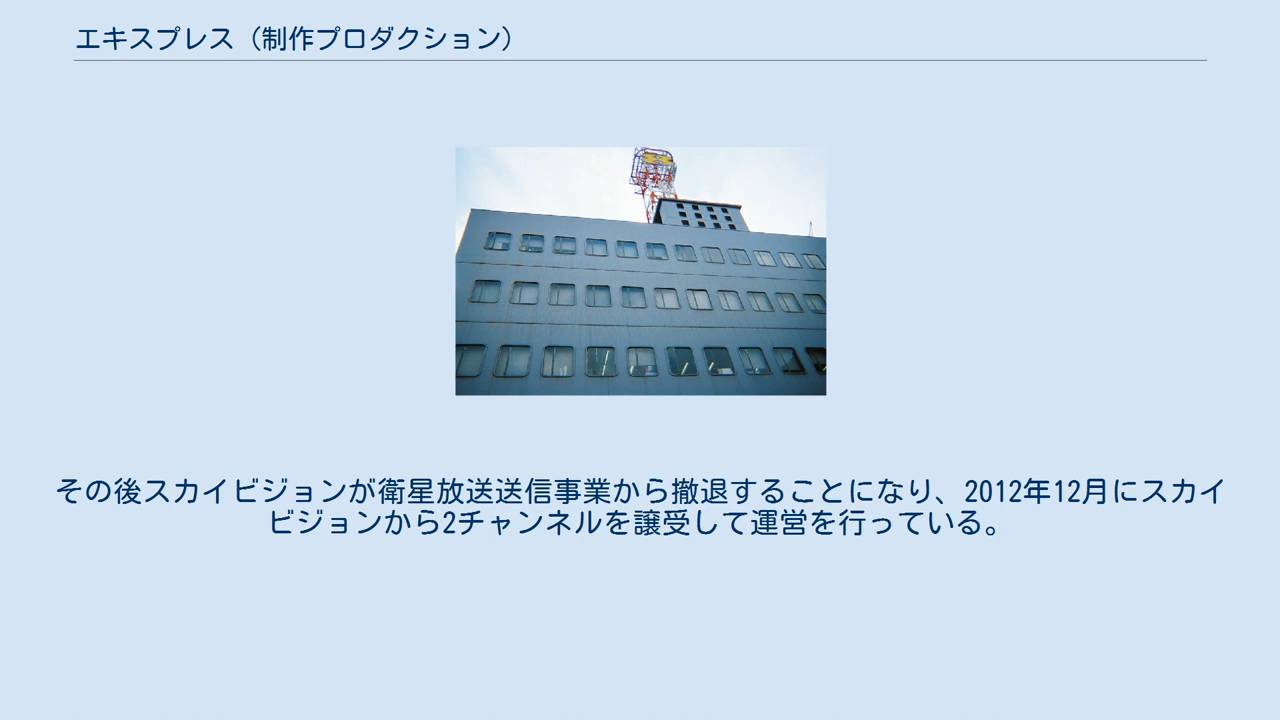 エキスプレス（制作プロダクション）
その後スカイビジョンが衛星放送送信事業から撤退することになり、2012年12月にスカイ
ビジョンから2チャンネルを譲受して運営を行っている。